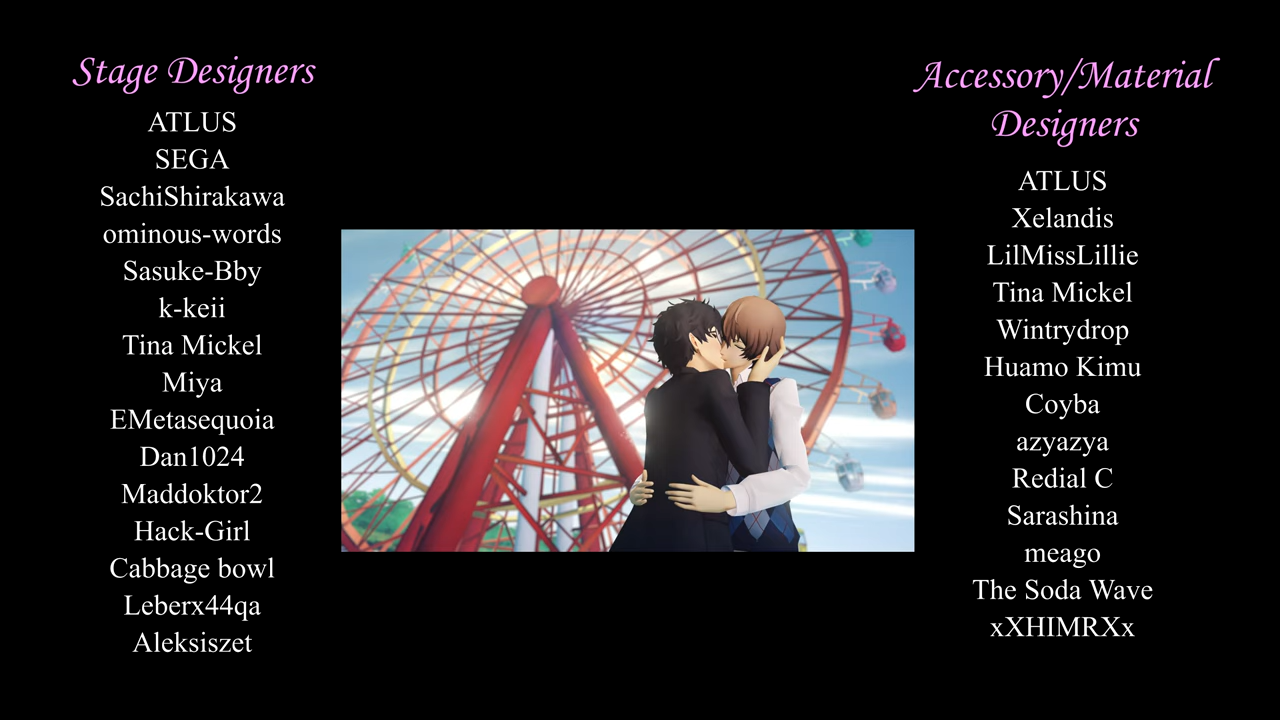 Stage Designers
ATLUS
SEGA
SachiShirakawa
ominous-words
Sasuke-Bby
k-keii
Tina Mickel
Miya
EMetasequoia
Dan1024
Maddoktor2
Hack-Girl
Cabbage bowl
Leberx44qa
Aleksiszet
Accessory/Material
Designers
ATLUS
Xelandis
LilMissLillie
Tina Mickel
Wintrydrop
Huamo Kimu
Coyba
azyazya
Redial C
Sarashina
meago
The Soda Wave
xXHIMRXx